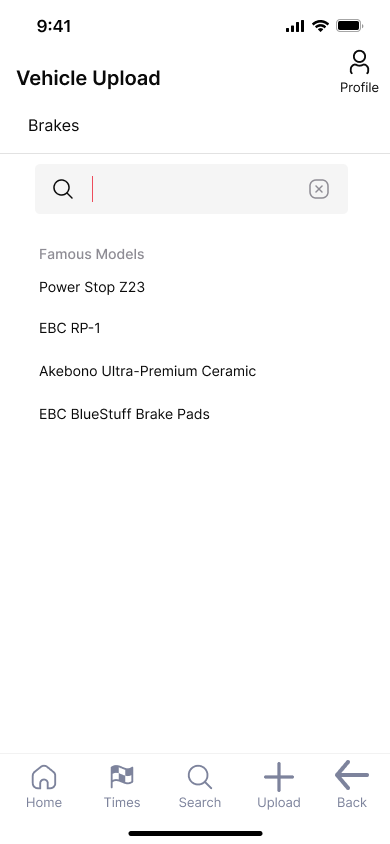 9:41
Vehicle Upload
Profile
Brakes
Famous Models
Power Stop Z23
EBC RP-1
Akebono Ultra-Premium Ceramic
EBC BlueStuff Brake Pads
Home Times Search Upload Back